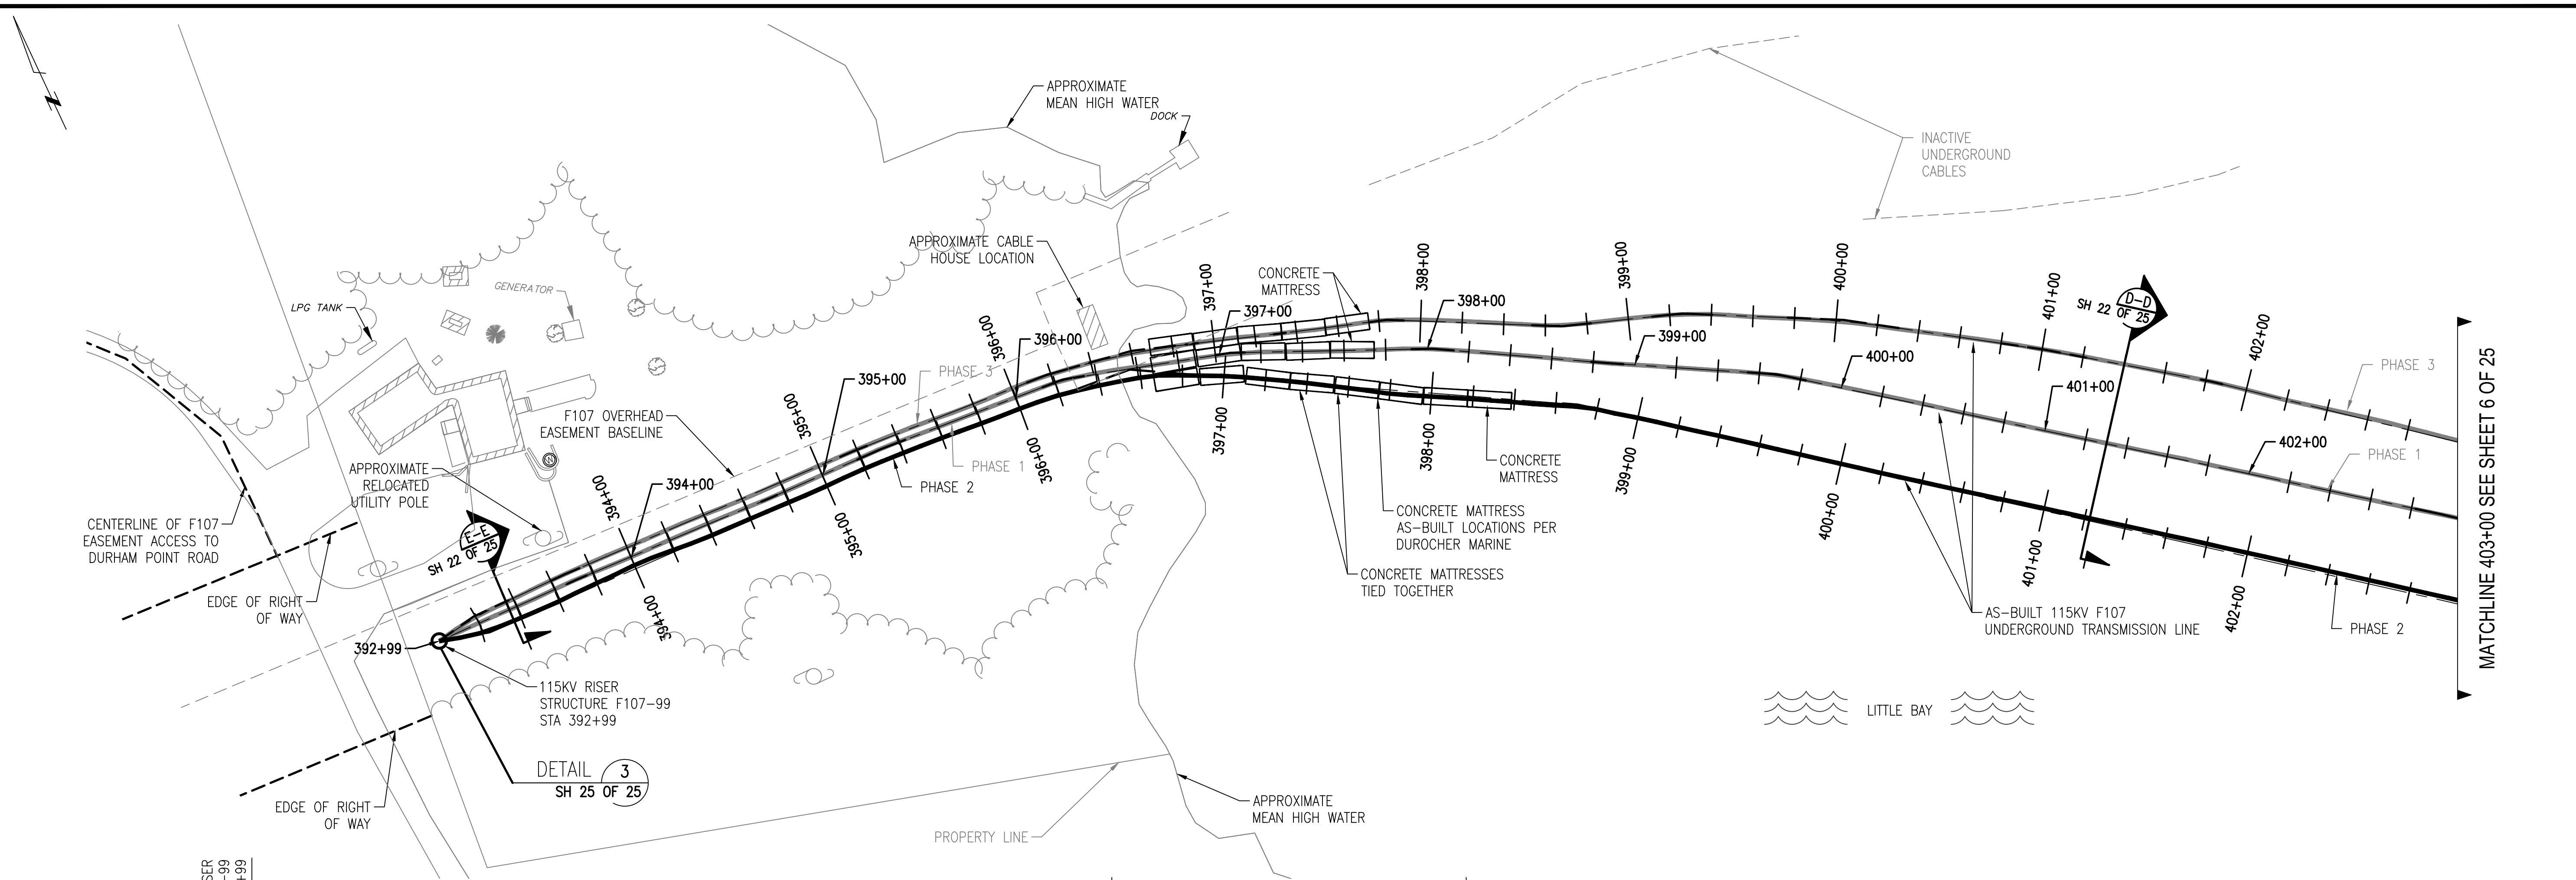 APPROXIMATE
MEAN HIGH WATER
DOCK
INACTIVE
UNDERGROUND
CABLES
APPROXIMATE CABLE
HOUSE LOCATION
CONCRETE
MATTRESS
GENERATOR
LPG TANK
F107 OVERHEAD
EASEMENT BASELINE
APPROXIMATE
RELOCATED
UTILITY POLE
W
CENTERLINE OF F107
EASEMENT ACCESS TO
DURHAM POINT ROAD
EDGE OF RIGHT
OF WAY
E-E
SH 22 OF 25
392+99
394+00
394+00
394+00
395+00
395+00
395+00
396+00
396+00
396+00
397+00
397+00
397+00
398+00
398+00
398+00
399+00
399+00
399+00
400+00
400+00
400+00
401+00
401+00
401+00
402+00
402+00
402+00
PHASE 3
PHASE 1
PHASE 2
D-D
SH 22 OF 25
PHASE 3
PHASE 1
PHASE 2
MATCHLINE 403+00 SEE SHEET 6 OF 25
CONCRETE
MATTRESS
CONCRETE MATTRESS
AS-BUILT LOCATIONS PER
DUROCHER MARINE
CONCRETE MATTRESSES
TIED TOGETHER
AS-BUILT 115KV F107
UNDERGROUND TRANSMISSION LINE
LITTLE BAY
115KV RISER
STRUCTURE F107-99
STA 392+99
DETAIL 3
SH 25 OF 25
EDGE OF RIGHT
OF WAY
PROPERTY LINE
APPROXIMATE
MEAN HIGH WATER
SER
-99
+99